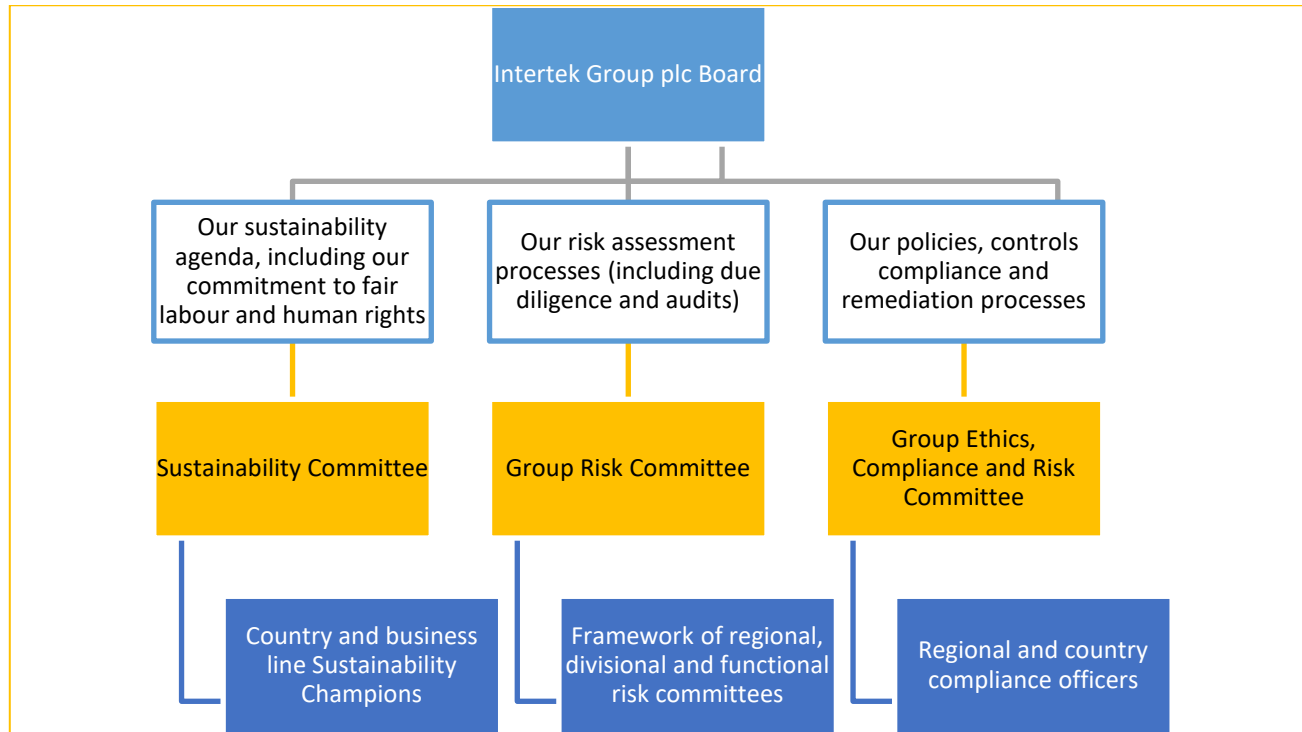 Intertek Group plc Board
Our sustainability
agenda, including our
commitment to fair
labour and human rights
Our risk assessment
processes (including due
diligence and audits)
Our policies, controls
compliance and
remediation processes
Sustainability Committee
Group Risk Committee
Group Ethics,
Compliance and Risk
Committee
Country and business
line Sustainability
Champions
Framework of regional,
divisional and functional
risk committees
Regional and country
compliance officers